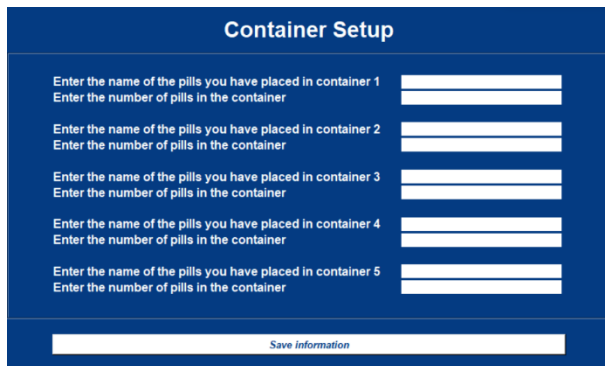 Container Setup
Enter the name of the pills you have placed in container 1
Enter the number of pills in the container
Enter the name of the pills you have placed in container 2
Enter the number of pills in the container
Enter the name of the pills you have placed in container 3
Enter the number of pills in the container
Enter the name of the pills you have placed in container 4
Enter the number of pills in the container
Enter the name of the pills you have placed in container 5
Enter the number of pills in the container
Save information